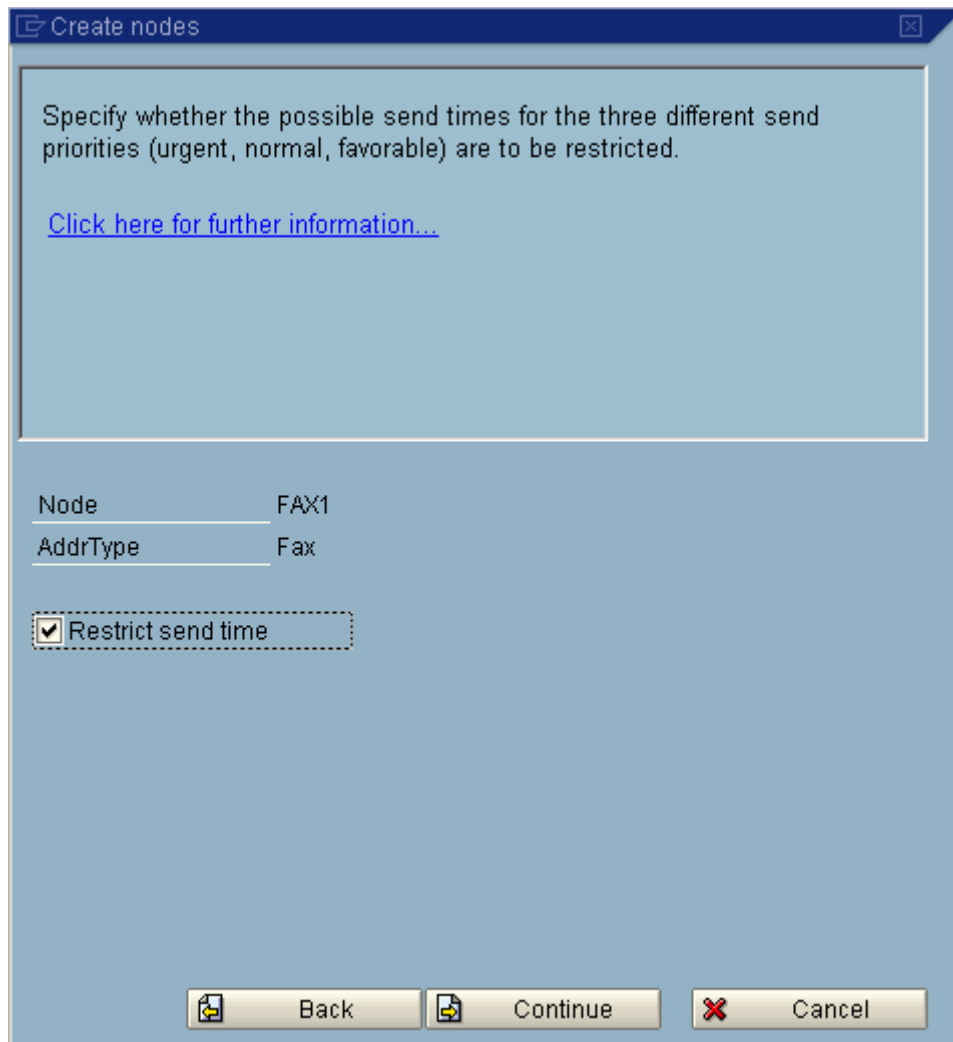 Create nodes
Specify whether the possible send times for the three different send
priorities (urgent, normal, favorable) are to be restricted.
Click here for further information...
Node FAX1
AddrType Fax
Restrict send time
Back Continue Cancel